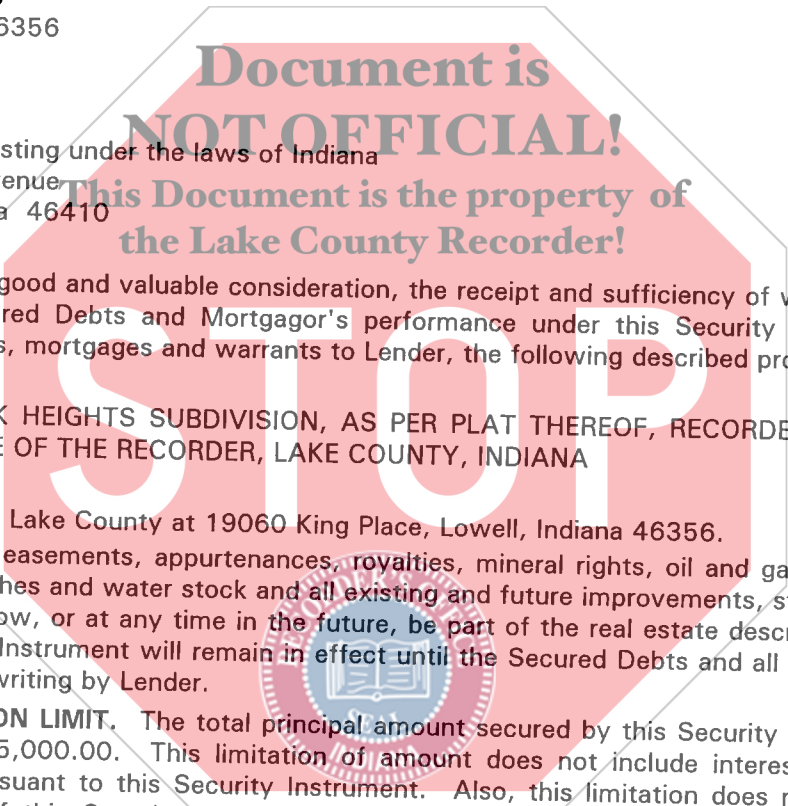 6356
Document is
NOT OFFICIAL!
sting under the laws of Indiana
enue
This Document is the property of
a 46410
the Lake County Recorder!
good and valuable consideration, the receipt and sufficiency of
red Debts and Mortgagor's performance under this Security
s, mortgages and warrants to Lender, the following described pro
STOP
K HEIGHTS SUBDIVISION, AS PER PLAT THEREOF, RECORDE
E OF THE RECORDER, LAKE COUNTY, INDIANA
Lake County at 19060 King Place, Lowell, Indiana 46356.
easements, appurtenances, royalties, mineral rights, oil and ga
hes and water stock and all existing and future improvements, s
ow, or at any time in the future, be part of the real estate descr
Instrument will remain in effect until the Secured Debts and all
writing by Lender.
RECORDER'S OFFICE
SEAL
INDIANA
ON LIMIT. The total principal amount secured by this Security
5,000.00. This limitation of amount does not include interes
suant to this Security Instrument. Also, this limitation does